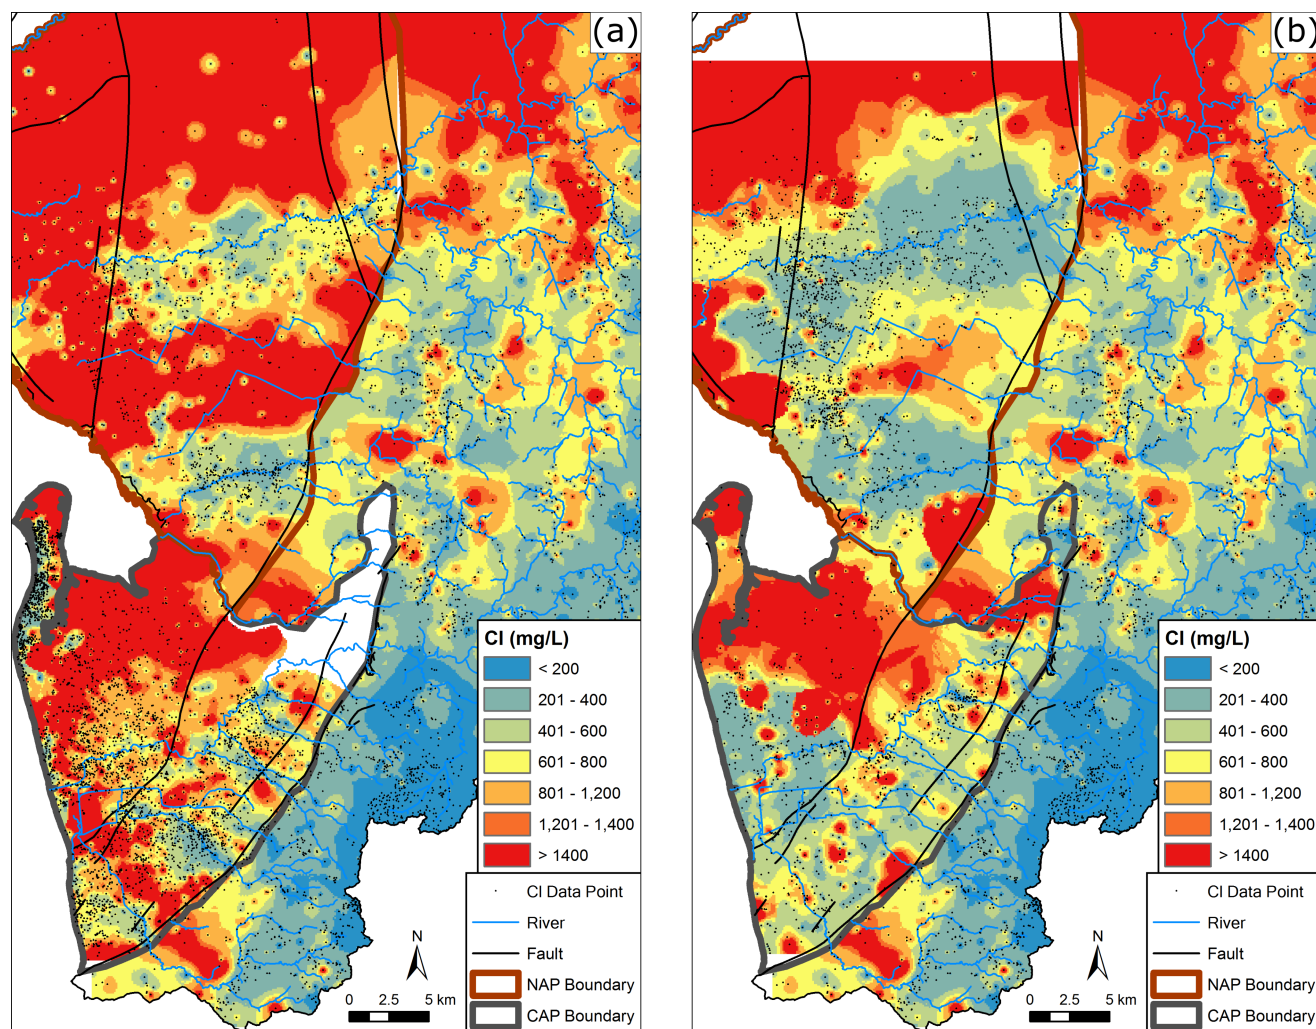 (a)
Cl (mg/L)
< 200
201 - 400
401 - 600
601 - 800
801 - 1,200
1,201 - 1,400
> 1400
Cl Data Point
River
Fault
NAP Boundary
CAP Boundary
N
0 2.5 5 km
(b)
Cl (mg/L)
< 200
201 - 400
401 - 600
601 - 800
801 - 1,200
1,201 - 1,400
> 1400
Cl Data Point
River
Fault
NAP Boundary
CAP Boundary
N
0 2.5 5 km